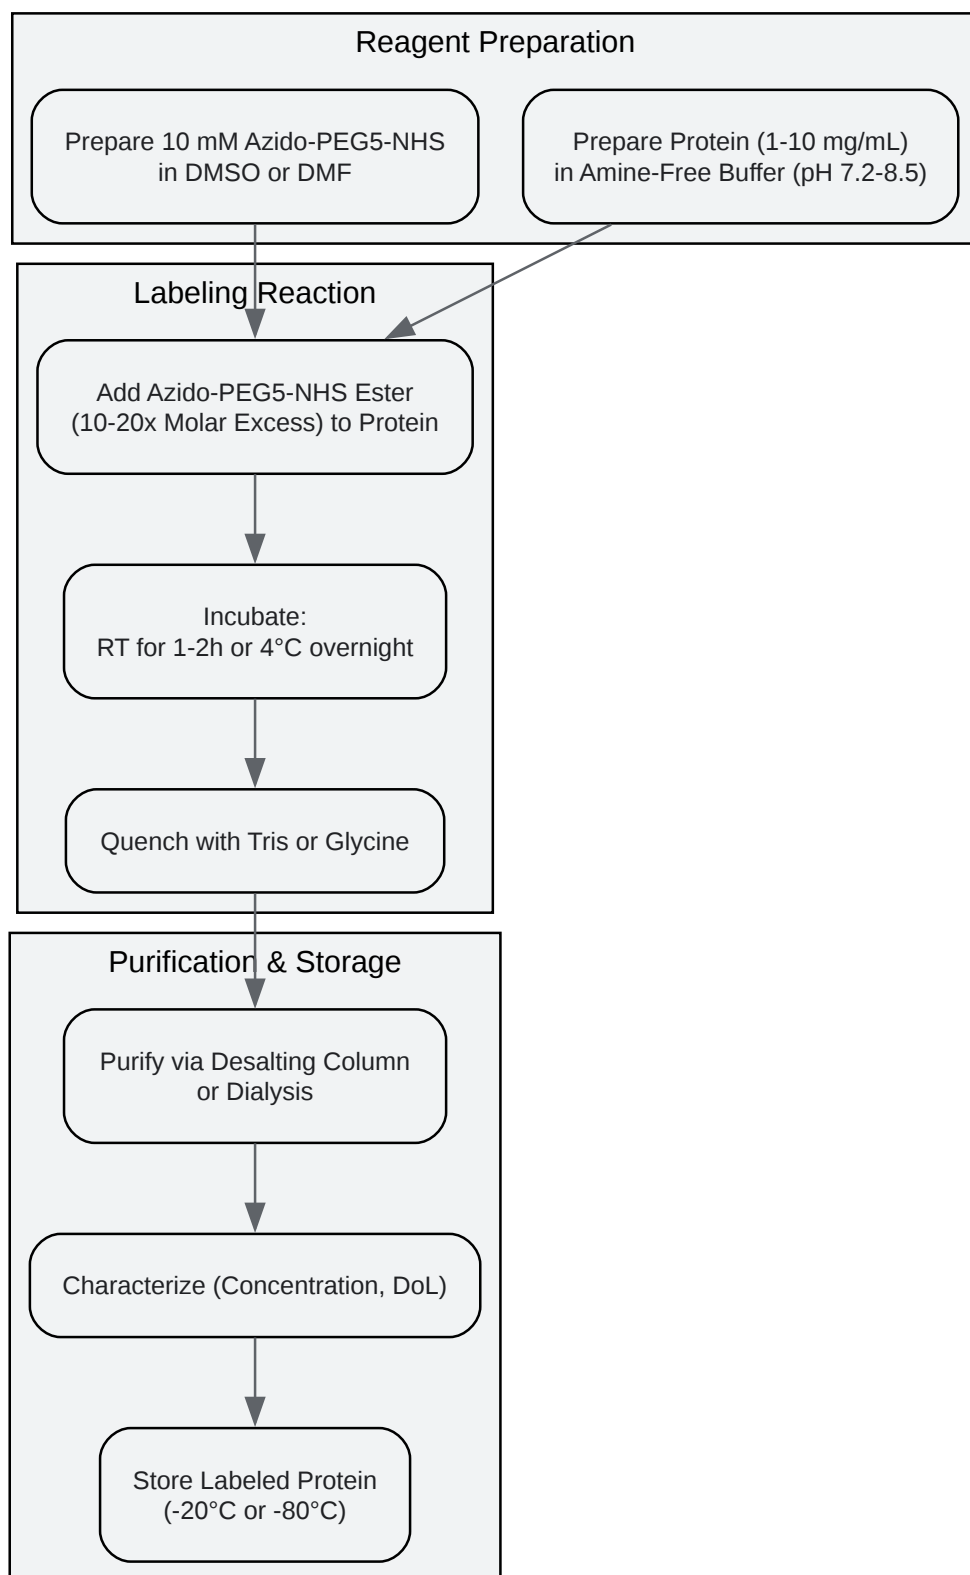 Reagent Preparation
Prepare 10 mM Azido-PEG5-NHS
in DMSO or DMF
Prepare Protein (1-10 mg/mL)
in Amine-Free Buffer (pH 7.2-8.5)
Labeling Reaction
Add Azido-PEG5-NHS Ester
(10-20x Molar Excess) to Protein
Incubate:
RT for 1-2h or 4°C overnight
Quench with Tris or Glycine
Purification & Storage
Purify via Desalting Column
or Dialysis
Characterize (Concentration, DoL)
Store Labeled Protein
(-20°C or -80°C)